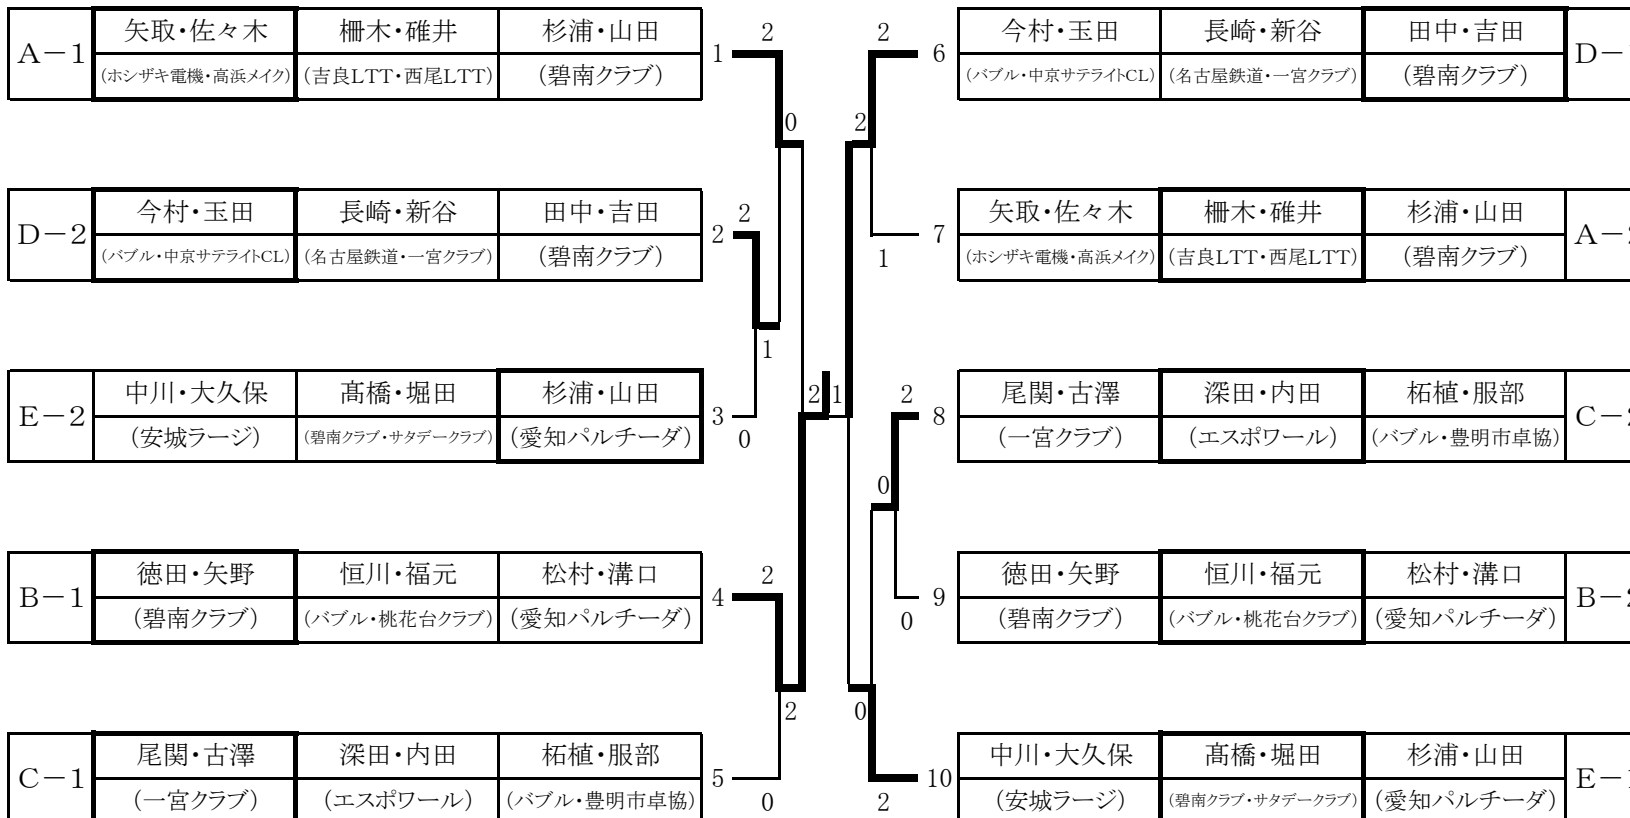 A-1 矢取・佐々木 柵木・碓井 杉浦・山田
(ホシザキ電機・高浜メイク) (吉良LTT・西尾LTT) (碧南クラブ)
1 2
0
D-2 今村・玉田 長崎・新谷 田中・吉田
(バブル・中京サテライトCL) (名古屋鉄道・一宮クラブ) (碧南クラブ)
2 2
1
E-2 中川・大久保 髙橋・堀田 杉浦・山田
(安城ラージ) (碧南クラブ・サタデークラブ) (愛知パルチーダ)
3 0
2 1
B-1 徳田・矢野 恒川・福元 松村・溝口
(碧南クラブ) (バブル・桃花台クラブ) (愛知パルチーダ)
4 2
2
C-1 尾関・古澤 深田・内田 柘植・服部
(一宮クラブ) (エスポワール) (バブル・豊明市卓協)
5 0
2 6 今村・玉田 長崎・新谷 田中・吉田 D-
(バブル・中京サテライトCL) (名古屋鉄道・一宮クラブ) (碧南クラブ)
2
7 1 矢取・佐々木 柵木・碓井 杉浦・山田 A-2
(ホシザキ電機・高浜メイク) (吉良LTT・西尾LTT) (碧南クラブ)
2 8 尾関・古澤 深田・内田 柘植・服部 C-2
(一宮クラブ) (エスポワール) (バブル・豊明市卓協)
0
9 0 徳田・矢野 恒川・福元 松村・溝口 B-2
(碧南クラブ) (バブル・桃花台クラブ) (愛知パルチーダ)
0
10 2 中川・大久保 髙橋・堀田 杉浦・山田 E-
(安城ラージ) (碧南クラブ・サタデークラブ) (愛知パルチーダ)